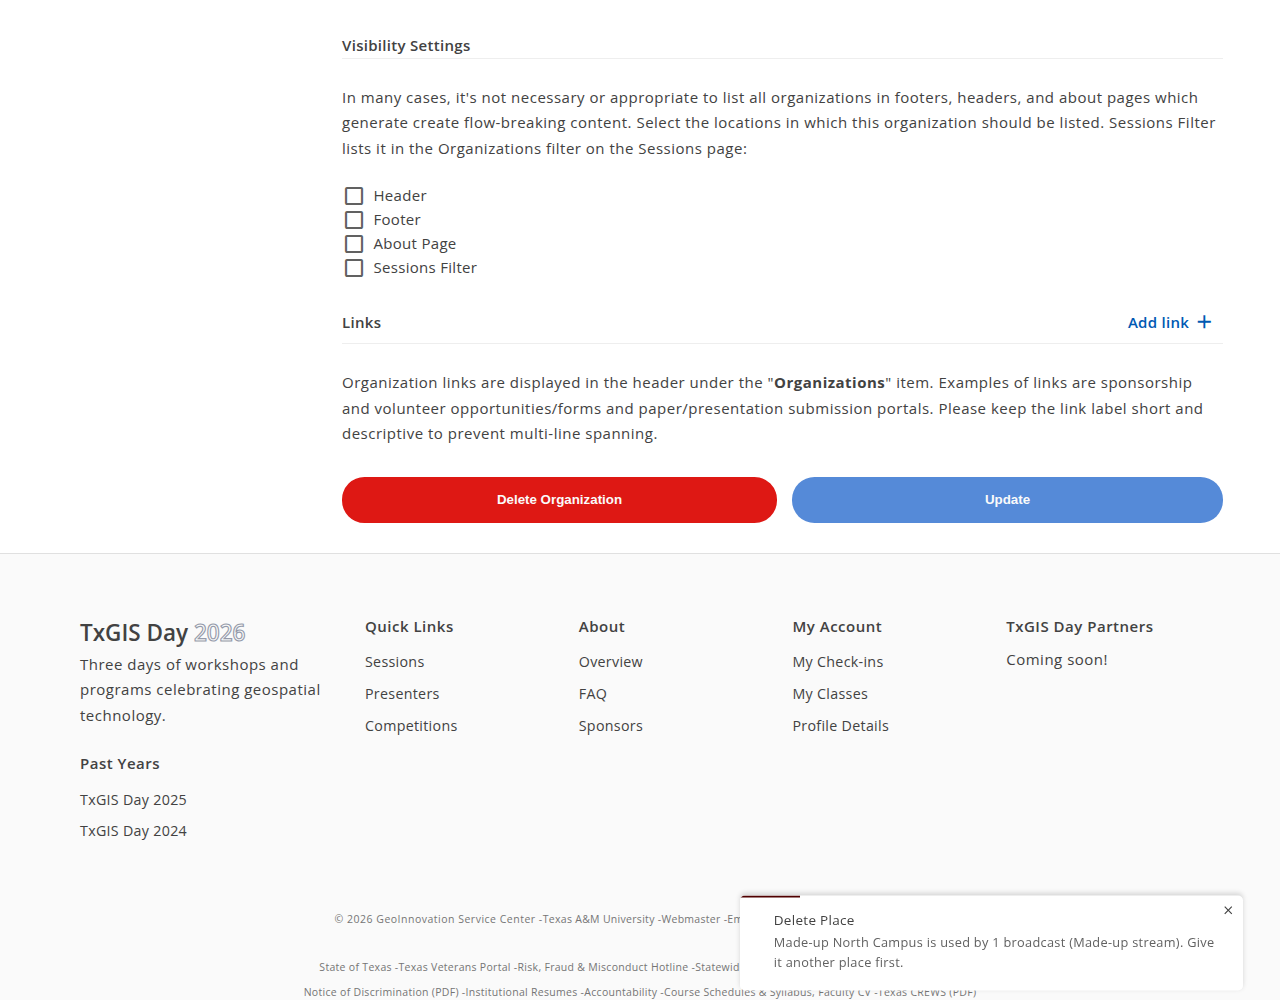 Visibility Settings
In many cases, it's not necessary or appropriate to list all organizations in footers, headers, and about pages which
generate create flow-breaking content. Select the locations in which this organization should be listed. Sessions Filter
lists it in the Organizations filter on the Sessions page:
Header
Footer
About Page
Sessions Filter
Links
Add link
Organization links are displayed in the header under the "Organizations" item. Examples of links are sponsorship
and volunteer opportunities/forms and paper/presentation submission portals. Please keep the link label short and
descriptive to prevent multi-line spanning.
Delete Organization
Update
TxGIS Day 2026
Three days of workshops and
programs celebrating geospatial
technology.
Past Years
TxGIS Day 2025
TxGIS Day 2024
Quick Links
Sessions
Presenters
Competitions
About
Overview
FAQ
Sponsors
My Account
My Check-ins
My Classes
Profile Details
TxGIS Day Partners
Coming soon!
© 2026 GeoInnovation Service Center -Texas A&M University -Webmaster -Em
State of Texas -Texas Veterans Portal -Risk, Fraud & Misconduct Hotline -Statewid
Notice of Discrimination (PDF) -Institutional Resumes -Accountability -Course Schedules & Syllabus, Faculty CV -Texas CREWS (PDF)
Delete Place
Made-up North Campus is used by 1 broadcast (Made-up stream). Give
it another place first.